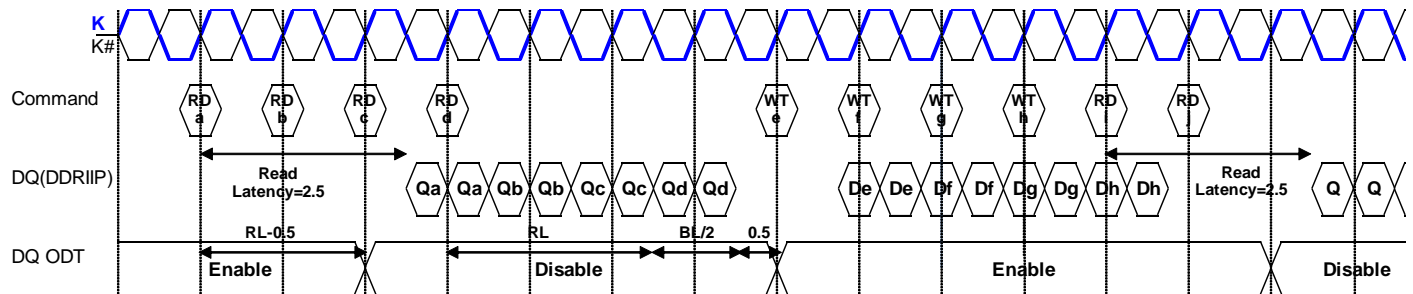 K
K#
Command
RD a
RD b
RD c
RD d
WT e
WT f
WT g
WT h
RD i
RD j
DQ(DDRIIP)
Read Latency=2.5
Qa Qa Qb Qb Qc Qc Qd Qd
De De Df Df Dg Dg Dh Dh
Read Latency=2.5
Q Q
DQ ODT
RL-0.5
RL
BL/2
0.5
Enable
Disable
Enable
Disable